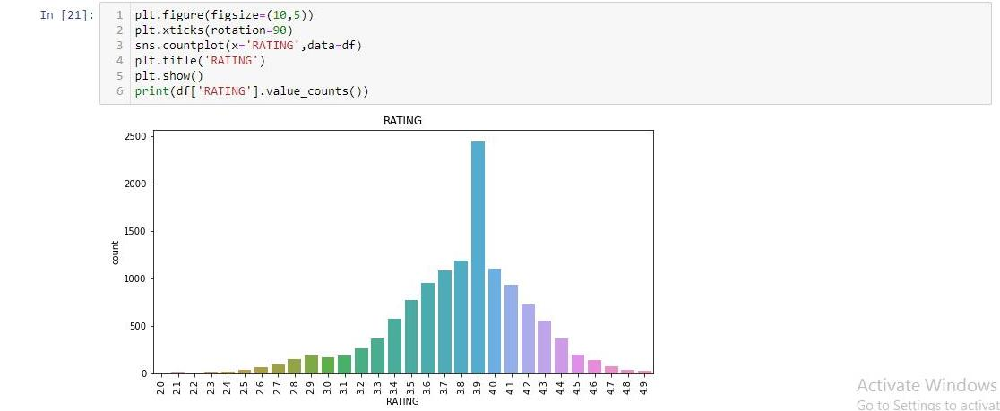 In [21]:
1 plt.figure(figsize=(10,5))
2 plt.xticks(rotation=90)
3 sns.countplot(x='RATING',data=df)
4 plt.title('RATING')
5 plt.show()
6 print(df['RATING'].value_counts())
RATING
2500
2000
1500
1000
500
0
count
2.0 2.1 2.2 2.3 2.4 2.5 2.6 2.7 2.8 2.9 3.0 3.1 3.2 3.3 3.4 3.5 3.6 3.7 3.8 3.9 4.0 4.1 4.2 4.3 4.4 4.5 4.6 4.7 4.8 4.9
RATING
Activate Windows
Go to Settings to activat